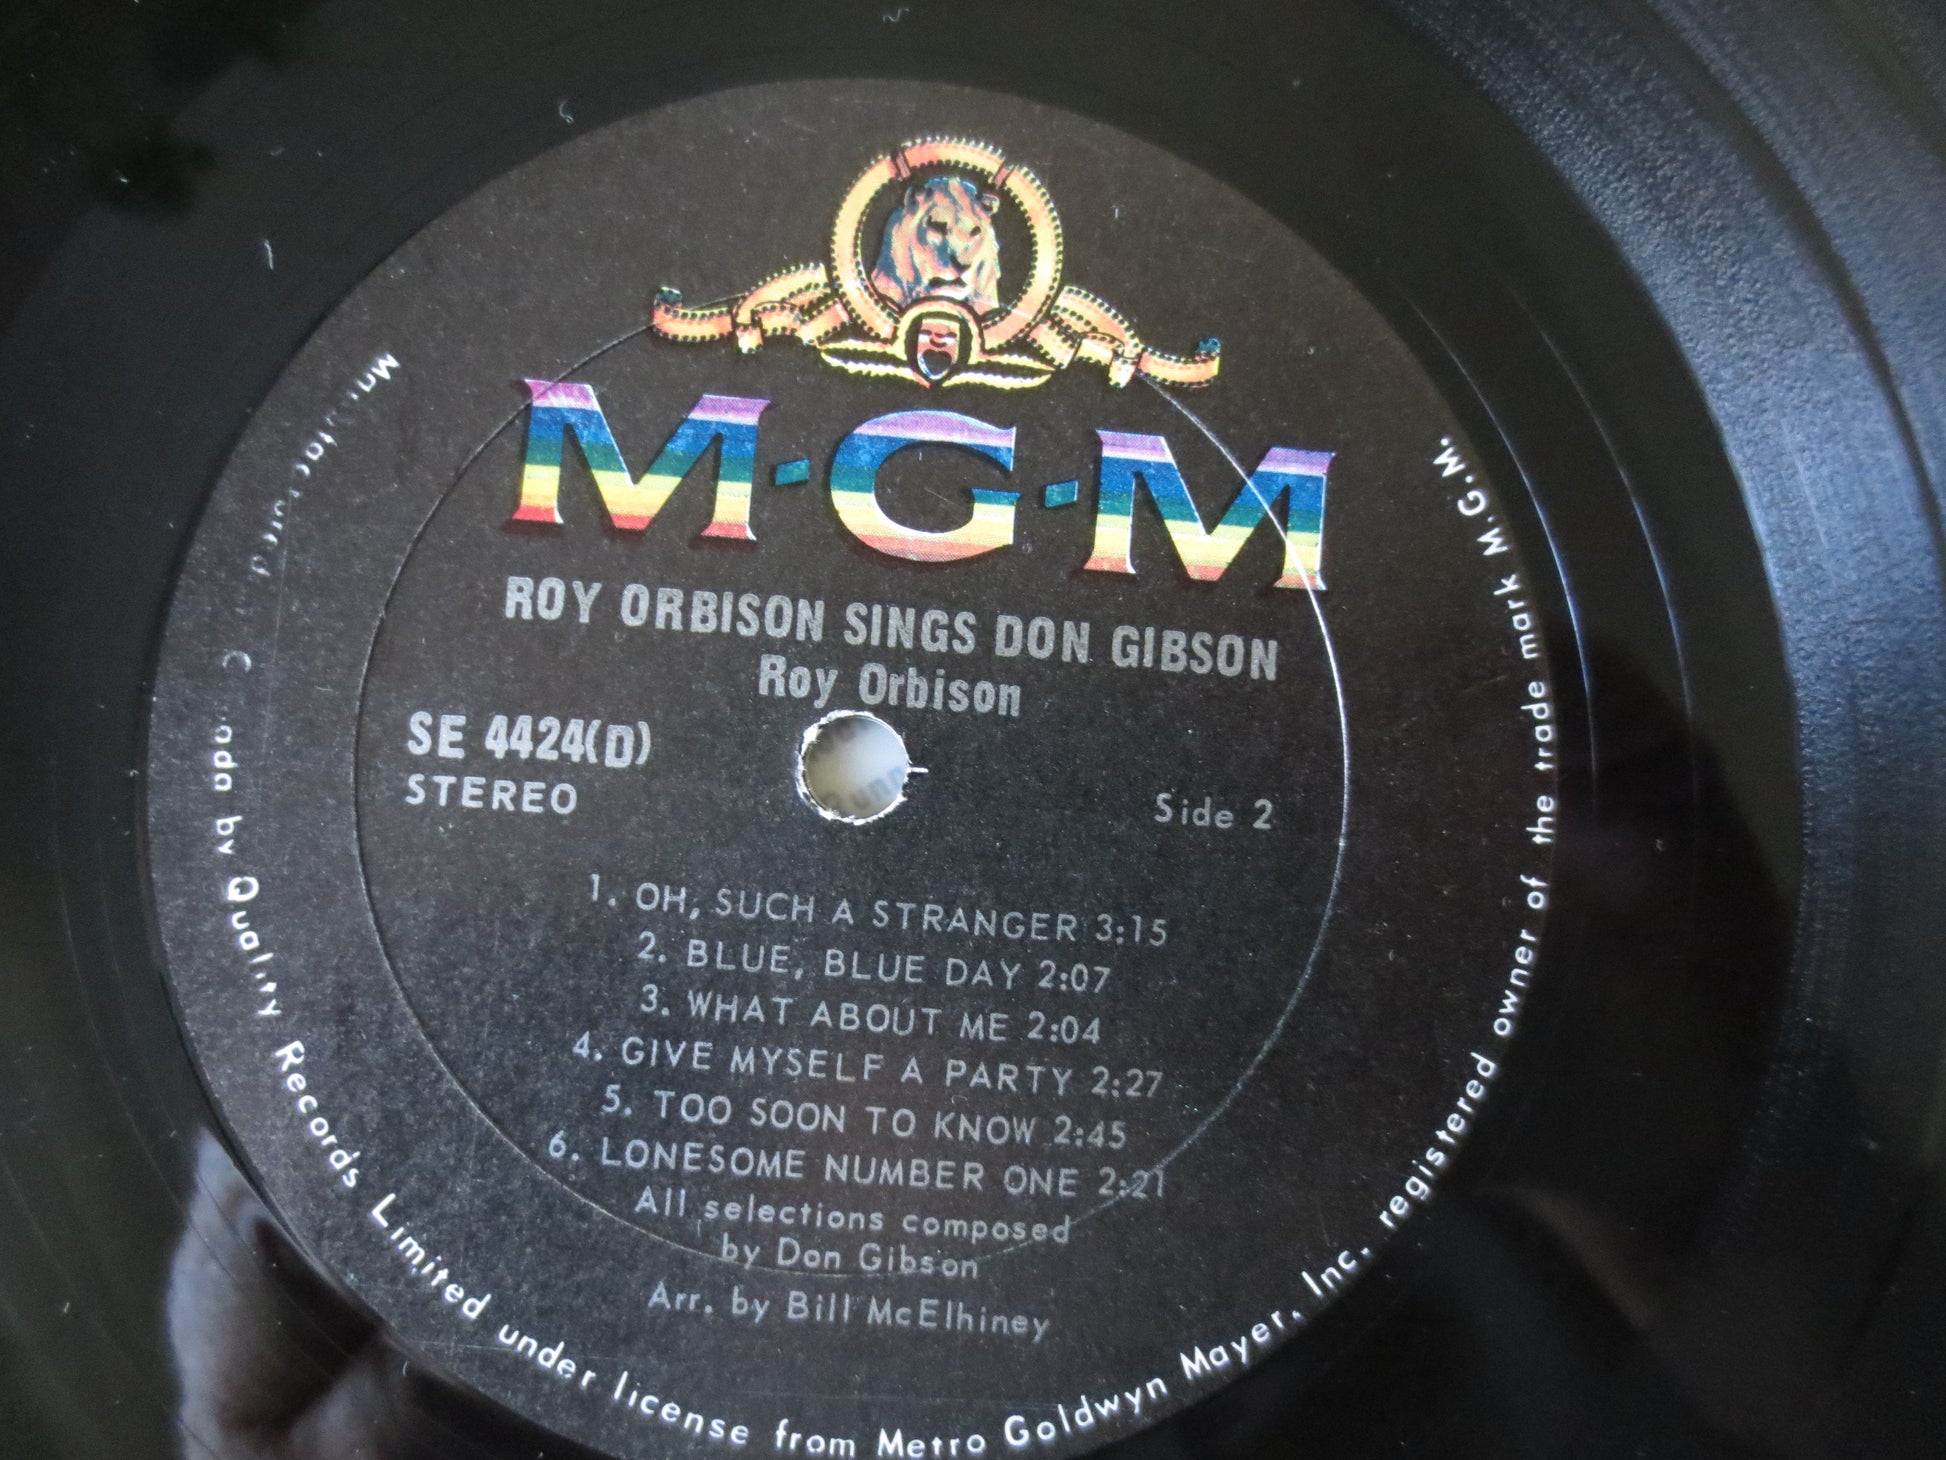 M·G·M
ROY ORBISON SINGS DON GIBSON
Roy Orbison
SE 4424(D)
STEREO
Side 2
1. OH, SUCH A STRANGER 3:15
2. BLUE, BLUE DAY 2:07
3. WHAT ABOUT ME 2:04
4. GIVE MYSELF A PARTY 2:27
5. TOO SOON TO KNOW 2:45
6. LONESOME NUMBER ONE 2:21
All selections composed
by Don Gibson
Arr. by Bill McElhiney
by Quality Records Limited under license from Metro Goldwyn Mayer, Inc. registered owner of the trade mark M.G.M.